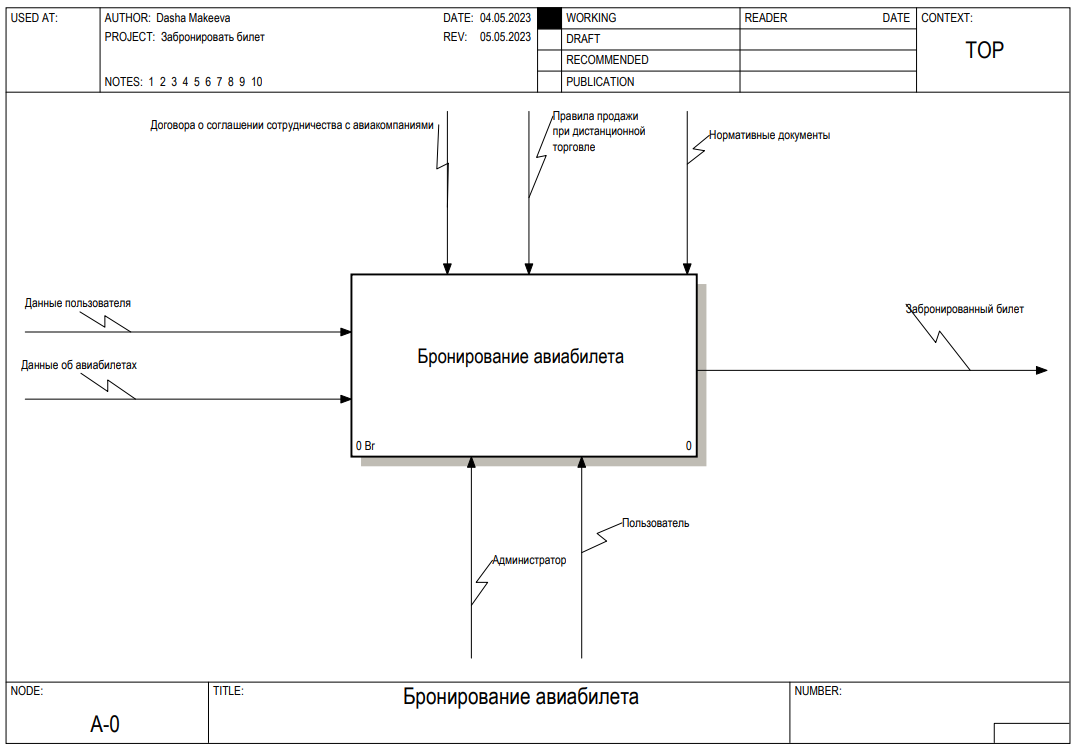 USED AT:
AUTHOR: Dasha Makeeva
DATE: 04.05.2023
PROJECT: Забронировать билет
REV: 05.05.2023
NOTES: 1 2 3 4 5 6 7 8 9 10
WORKING
DRAFT
RECOMMENDED
PUBLICATION
READER
DATE
CONTEXT:
TOP
Договора о соглашении сотрудничества с авиакомпаниями
Правила продажи
при дистанционной
торговле
Нормативные документы
Данные пользователя
Данные об авиабилетах
Бронирование авиабилета
0 Br
0
Забронированный билет
Пользователь
Администратор
NODE:
A-0
TITLE:
Бронирование авиабилета
NUMBER: